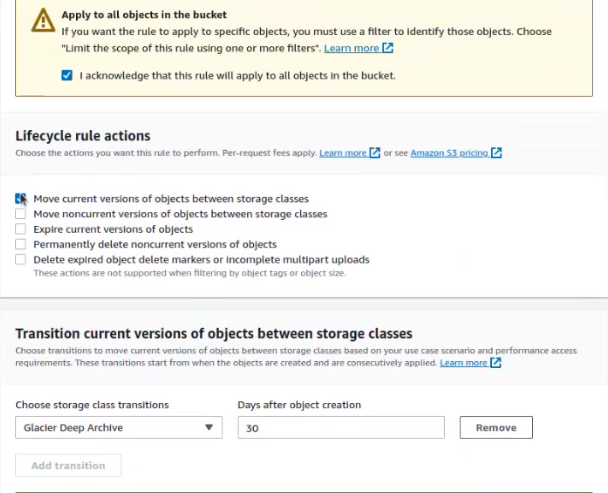 Apply to all objects in the bucket
If you want the rule to apply to specific objects, you must use a filter to identify those objects. Choose
"Limit the scope of this rule using one or more filters". Learn more
I acknowledge that this rule will apply to all objects in the bucket.
Lifecycle rule actions
Choose the actions you want this rule to perform. Per-request fees apply. Learn more or see Amazon S3 pricing
Move current versions of objects between storage classes
Move noncurrent versions of objects between storage classes
Expire current versions of objects
Permanently delete noncurrent versions of objects
Delete expired object delete markers or incomplete multipart uploads
These actions are not supported when filtering by object tags or object size.
Transition current versions of objects between storage classes
Choose transitions to move current versions of objects between storage classes based on your use case scenario and performance access
requirements. These transitions start from when the objects are created and are consecutively applied. Learn more
Choose storage class transitions Days after object creation
Glacier Deep Archive 30 Remove
Add transition